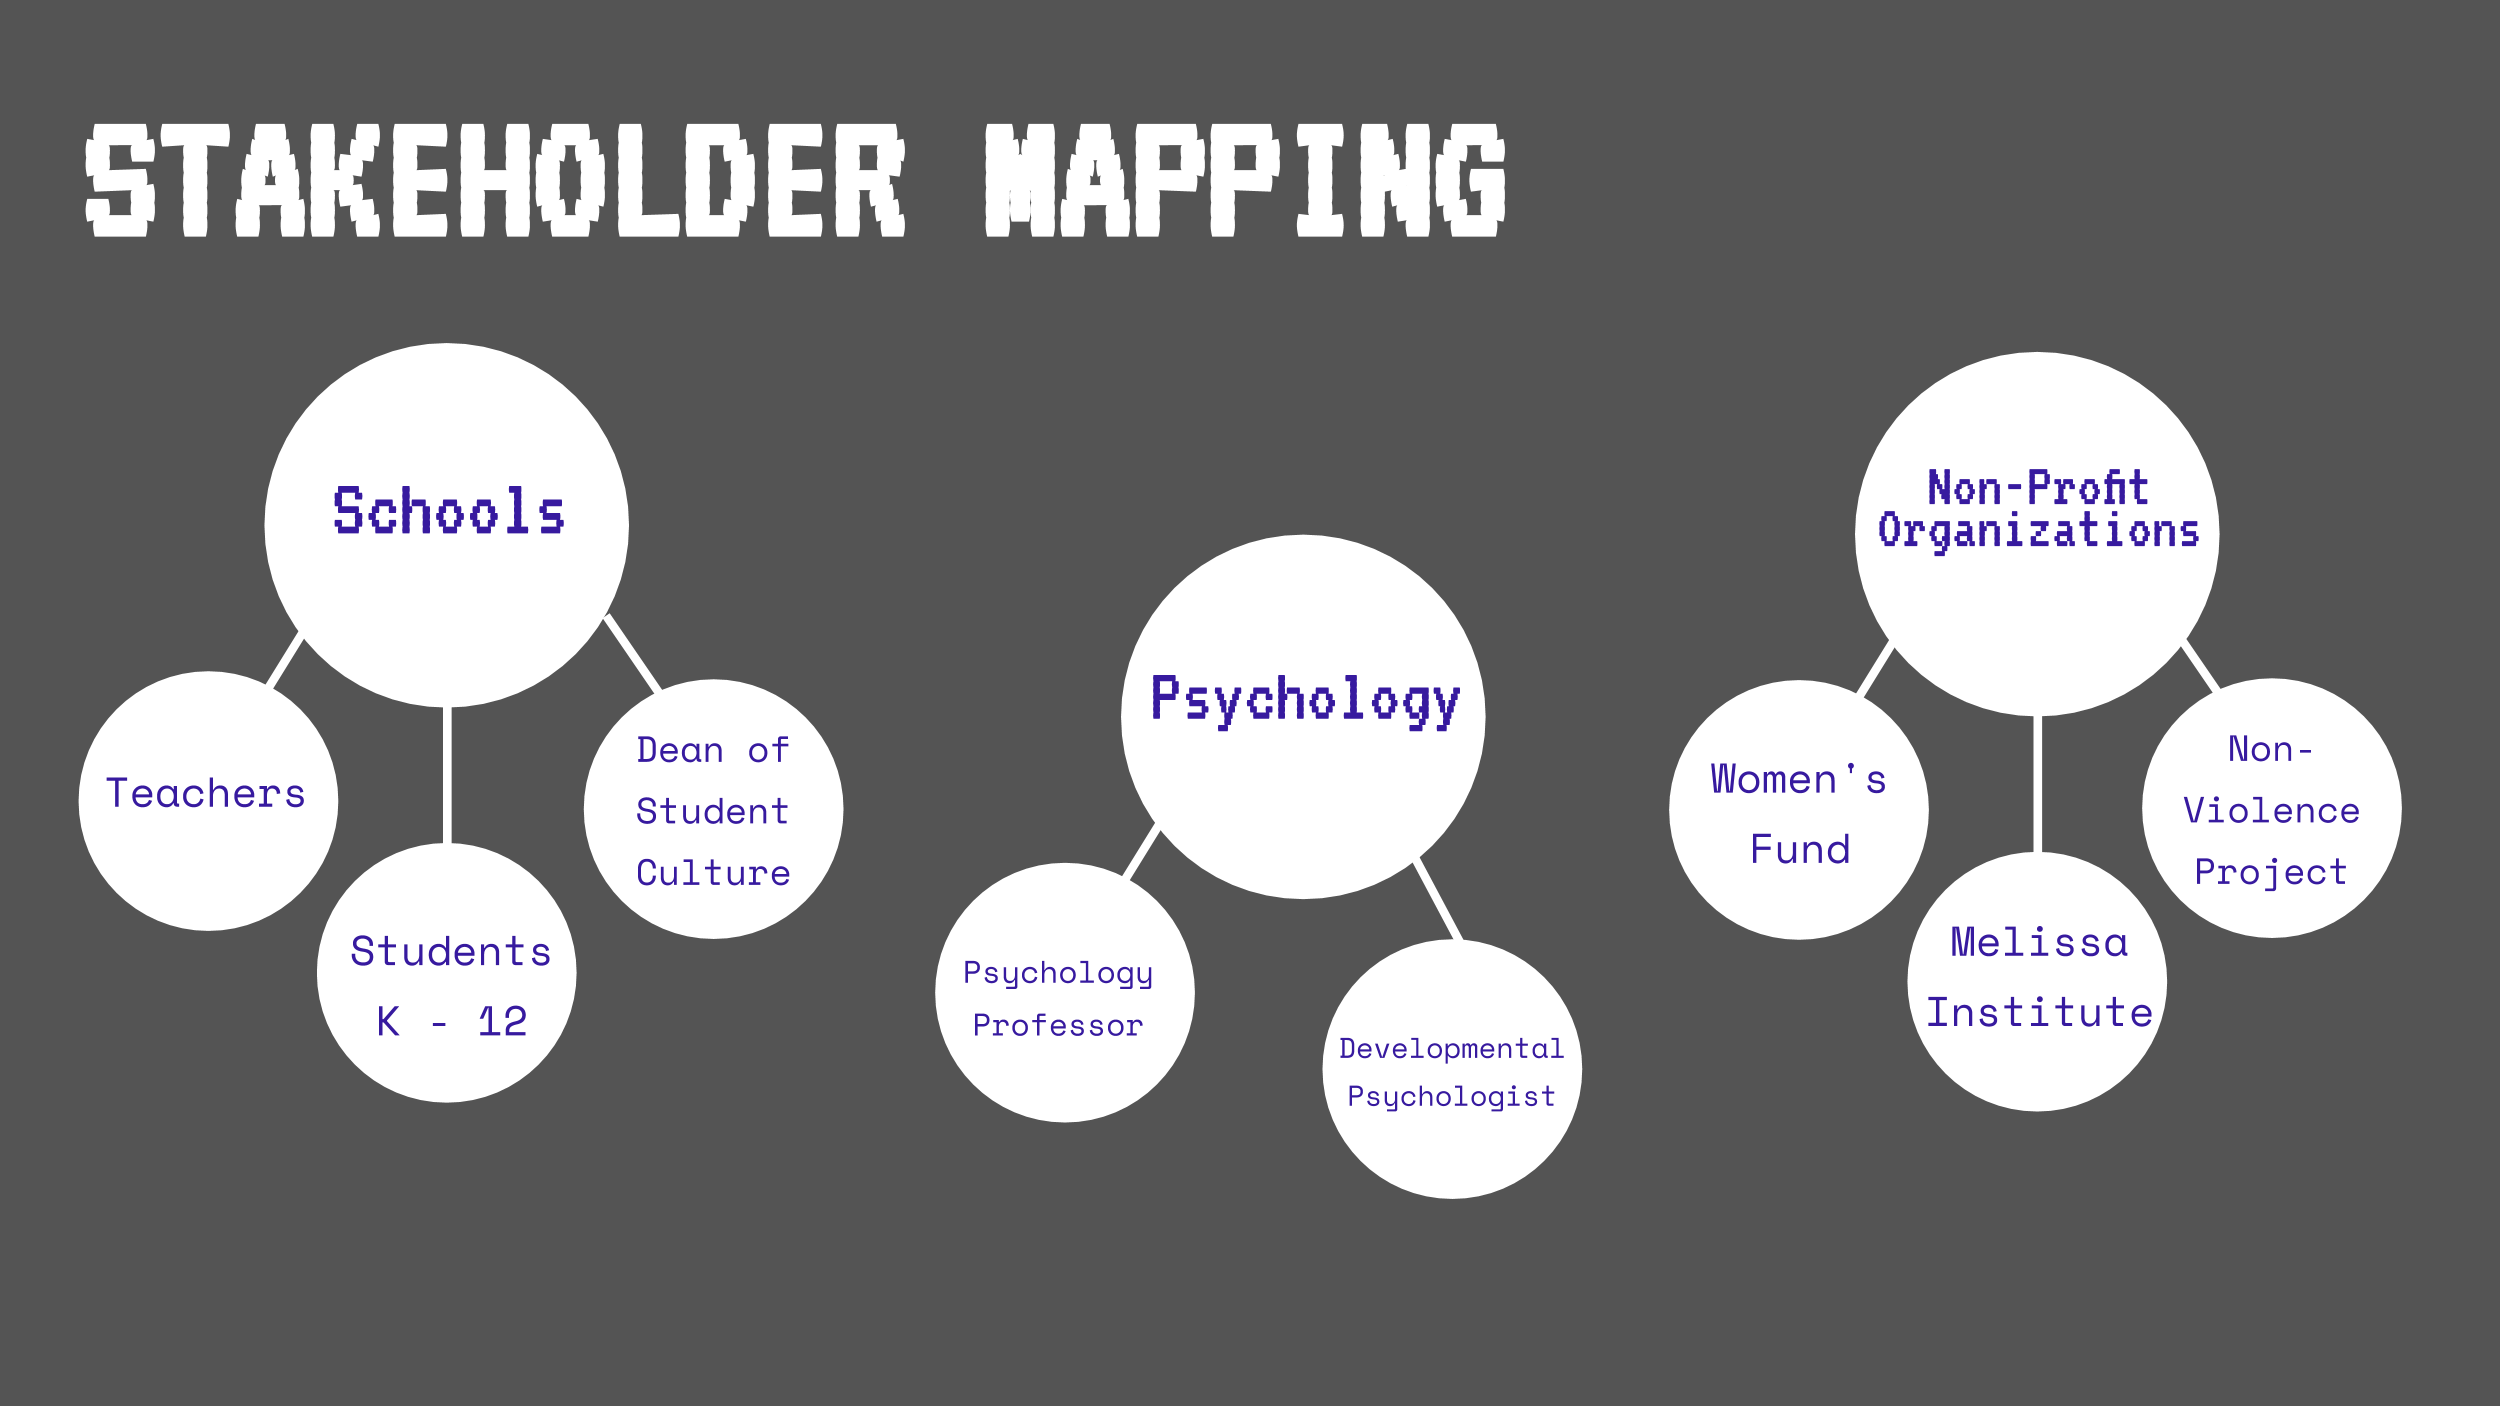 STAKEHOLDER MAPPING
Schools
Teachers
Students
K - 12
Dean of
Student
Culture
Psychology
Psychology
Professor
Developmental
Psychologist
Non-Profit
Organizations
Women's
Fund
Melissa
Institute
Non-
Violence
Project